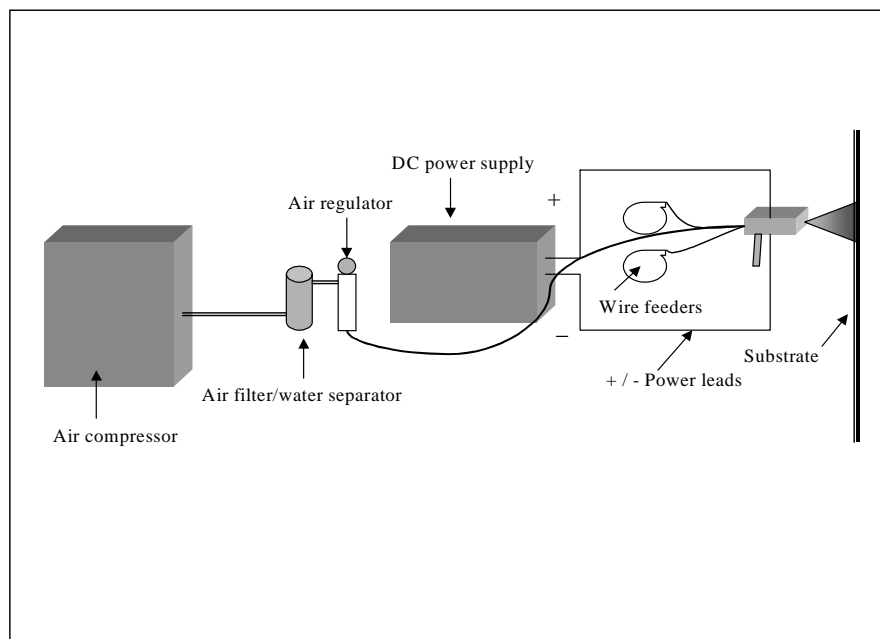 DC power supply
Air regulator
+
Wire feeders
−
Substrate
+ / - Power leads
Air filter/water separator
Air compressor